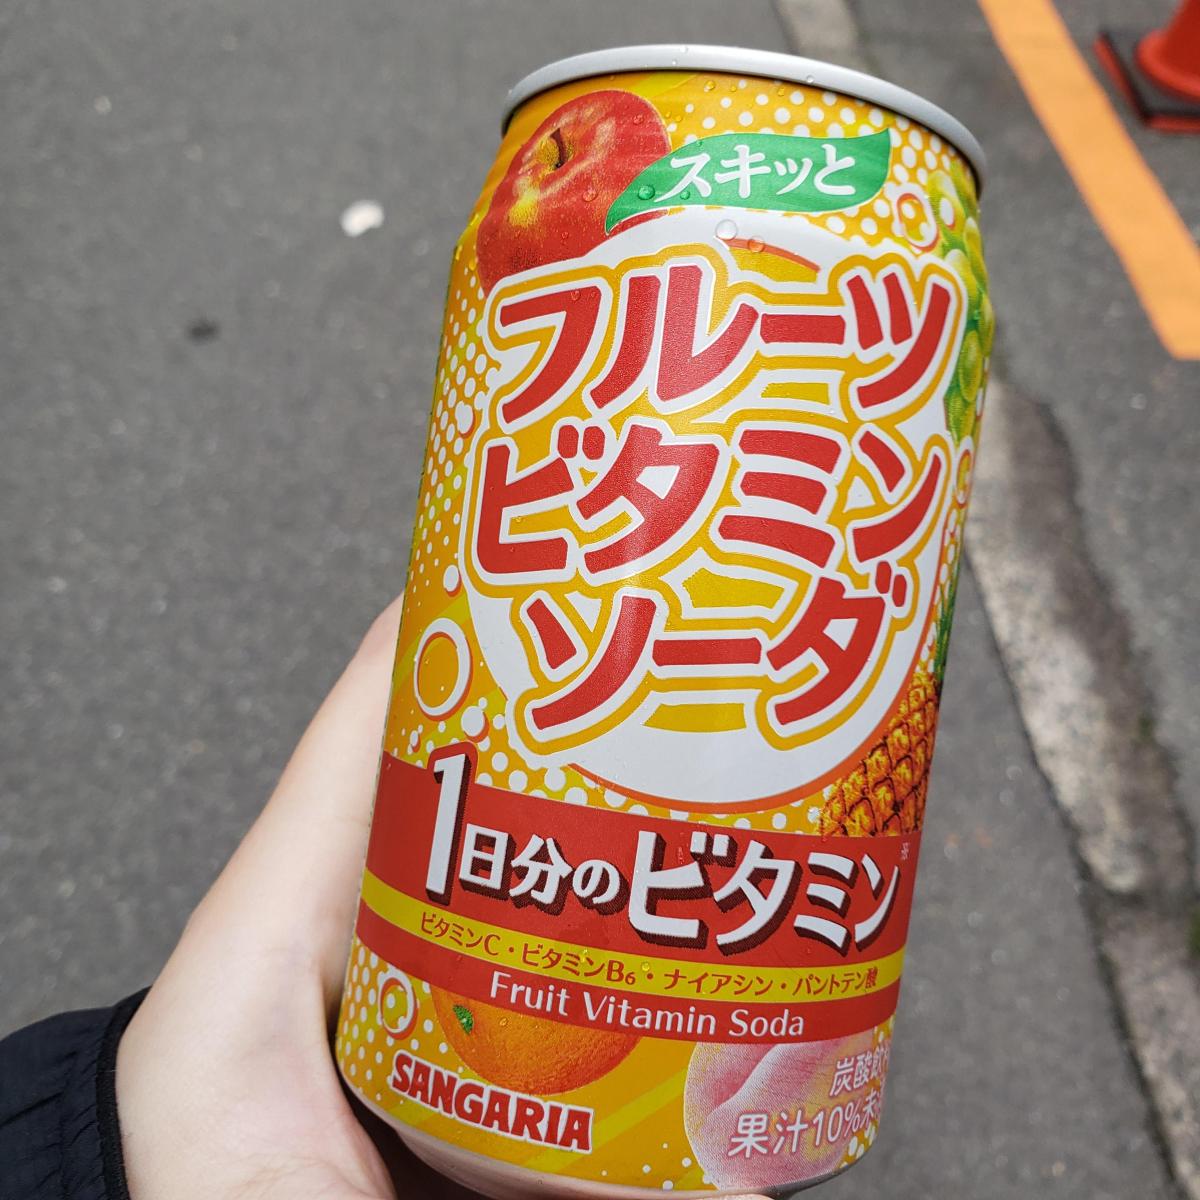 スキッと
フルーツ
ビタミン
ソーダ
1日分のビタミン※
ビタミンC・ビタミンB₆・ナイアシン・パントテン酸
Fruit Vitamin Soda
SANGARIA
炭酸飲
果汁10%未